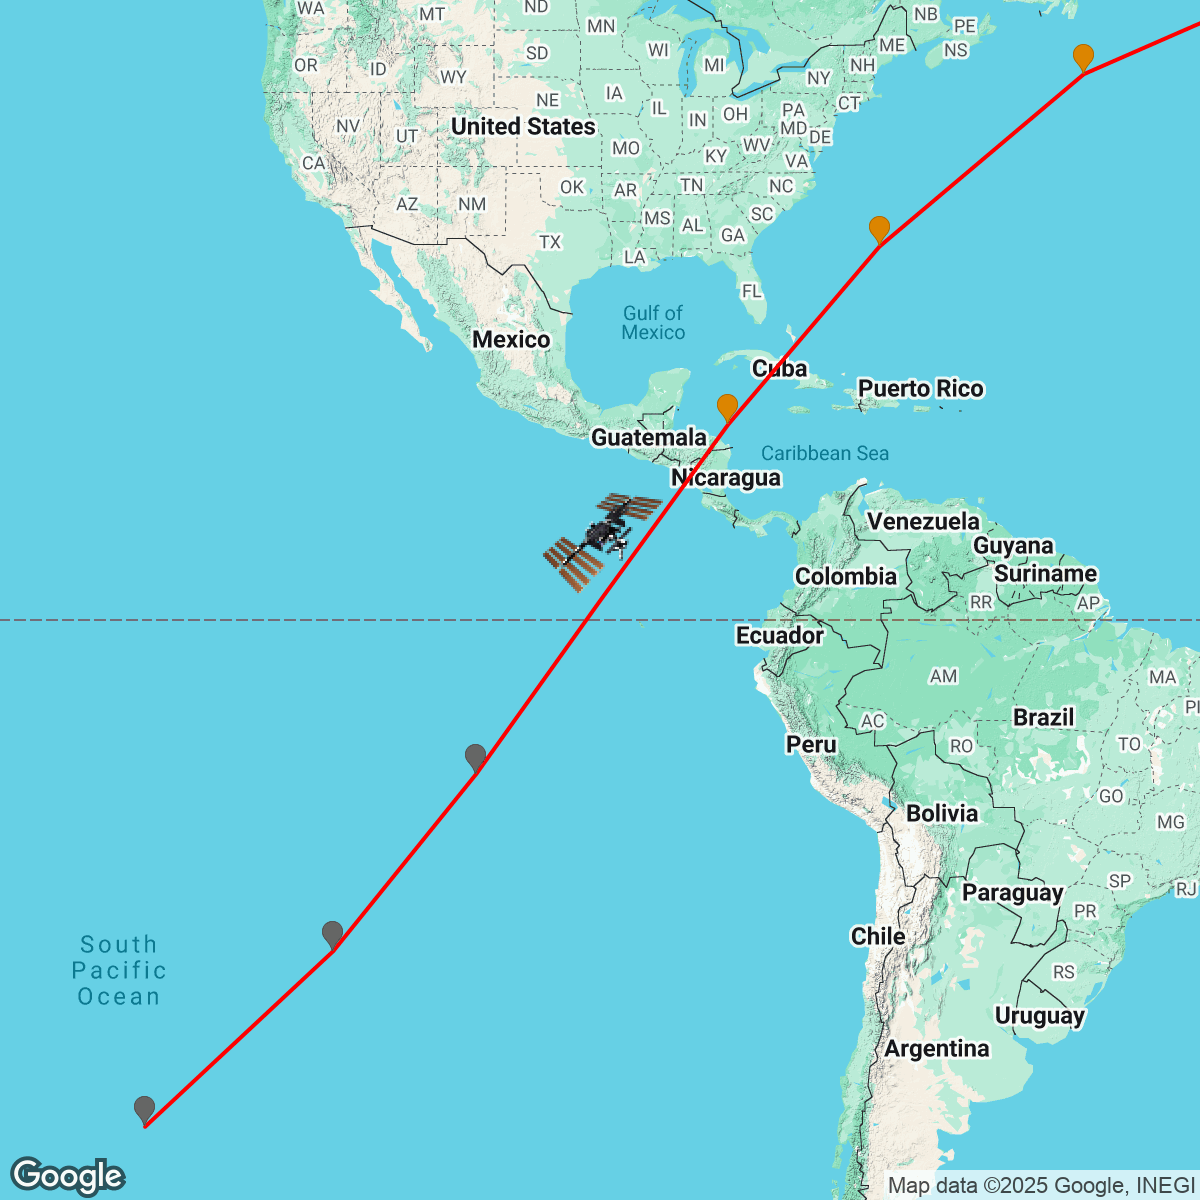 WA
MT
ND
MN
NB
PE
NS
ME
OR
ID
SD
WI
MI
NH
WY
NY
CT
NE
IA
IL
IN
OH
PA
MD
DE
NV
UT
United States
MO
WV
KY
VA
CA
OK
AR
TN
NC
AZ
NM
MS
AL
SC
GA
TX
LA
FL
Gulf of
Mexico
Mexico
Cuba
Puerto Rico
Guatemala
Caribbean Sea
Nicaragua
Venezuela
Guyana
Colombia
Suriname
RR
AP
Ecuador
AM
MA
PI
AC
Brazil
Peru
RO
TO
GO
Bolivia
MG
SP
Paraguay
RJ
PR
Chile
South
Pacific
Ocean
RS
Uruguay
Argentina
Google
Map data ©2025 Google, INEGI